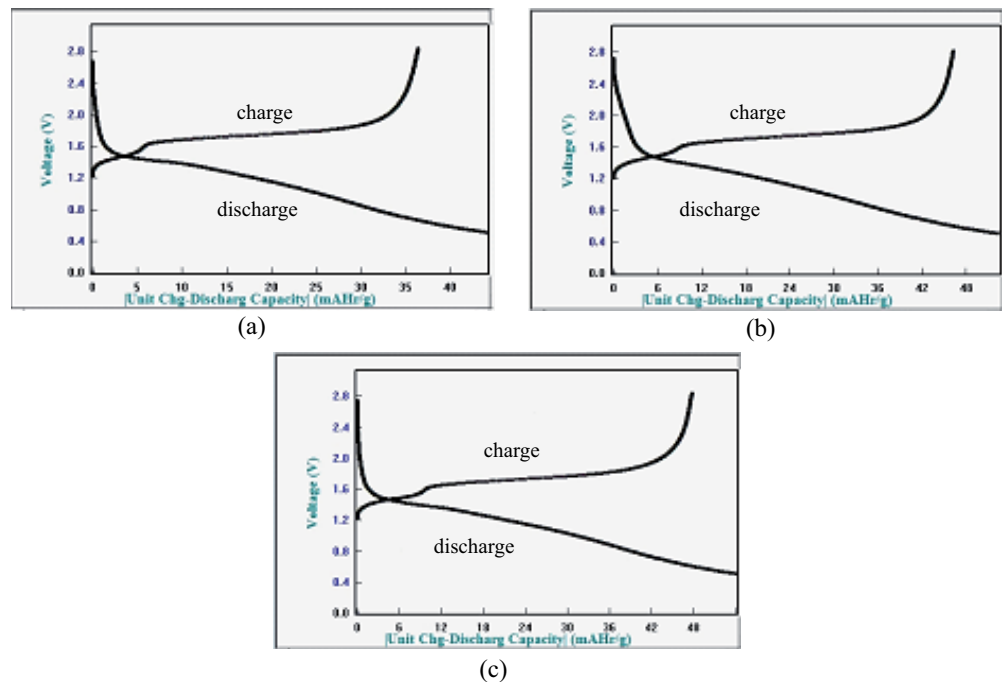 2.8
2.4
2.0
1.6
1.2
0.8
0.4
0.0
Voltage (V)
charge
discharge
0 5 10 15 20 25 30 35 40
|Unit Chg-Discharg Capacity| (mAHr/g)
(a)
2.8
2.4
2.0
1.6
1.2
0.8
0.4
0.0
Voltage (V)
charge
discharge
0 6 12 18 24 30 36 42 48
|Unit Chg-Discharg Capacity| (mAHr/g)
(b)
2.8
2.4
2.0
1.6
1.2
0.8
0.4
0.0
Voltage (V)
charge
discharge
0 6 12 18 24 30 36 42 48
|Unit Chg-Discharg Capacity| (mAHr/g)
(c)